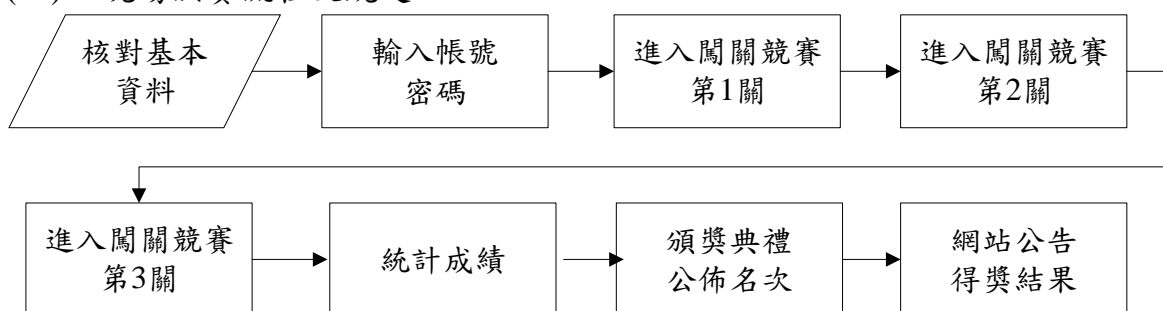 核對基本
資料
輸入帳號
密碼
進入闖關競賽
第1關
進入闖關競賽
第2關
進入闖關競賽
第3關
統計成績
頒獎典禮
公佈名次
網站公告
得獎結果